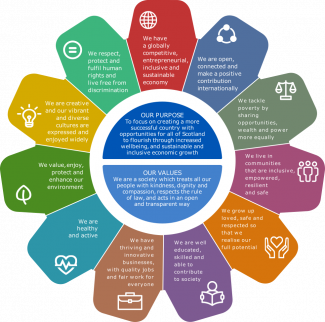 We have
a globally
competitive,
entrepreneurial,
inclusive and
sustainable
economy
We are open,
connected and
make a positive
contribution
internationally
We tackle
poverty by
sharing
opportunities,
wealth and power
more equally
We live in
communities
that are inclusive,
empowered,
resilient
and safe
We grow up
loved, safe and
respected so
that we
realise our
full potential
We are well
educated,
skilled and
able to
contribute
to society
We have
thriving and
innovative
businesses,
with quality jobs
and fair work for
everyone
We are
healthy
and active
We value, enjoy,
protect and
enhance our
environment
We are creative
and our vibrant
and diverse
cultures are
expressed and
enjoyed widely
We respect,
protect and
fulfil human
rights and
live free from
discrimination
OUR PURPOSE
To focus on creating a more
successful country with
opportunities for all of Scotland
to flourish through increased
wellbeing, and sustainable and
inclusive economic growth
OUR VALUES
We are a society which treats all our
people with kindness, dignity and
compassion, respects the rule
of law, and acts in an open
and transparent way